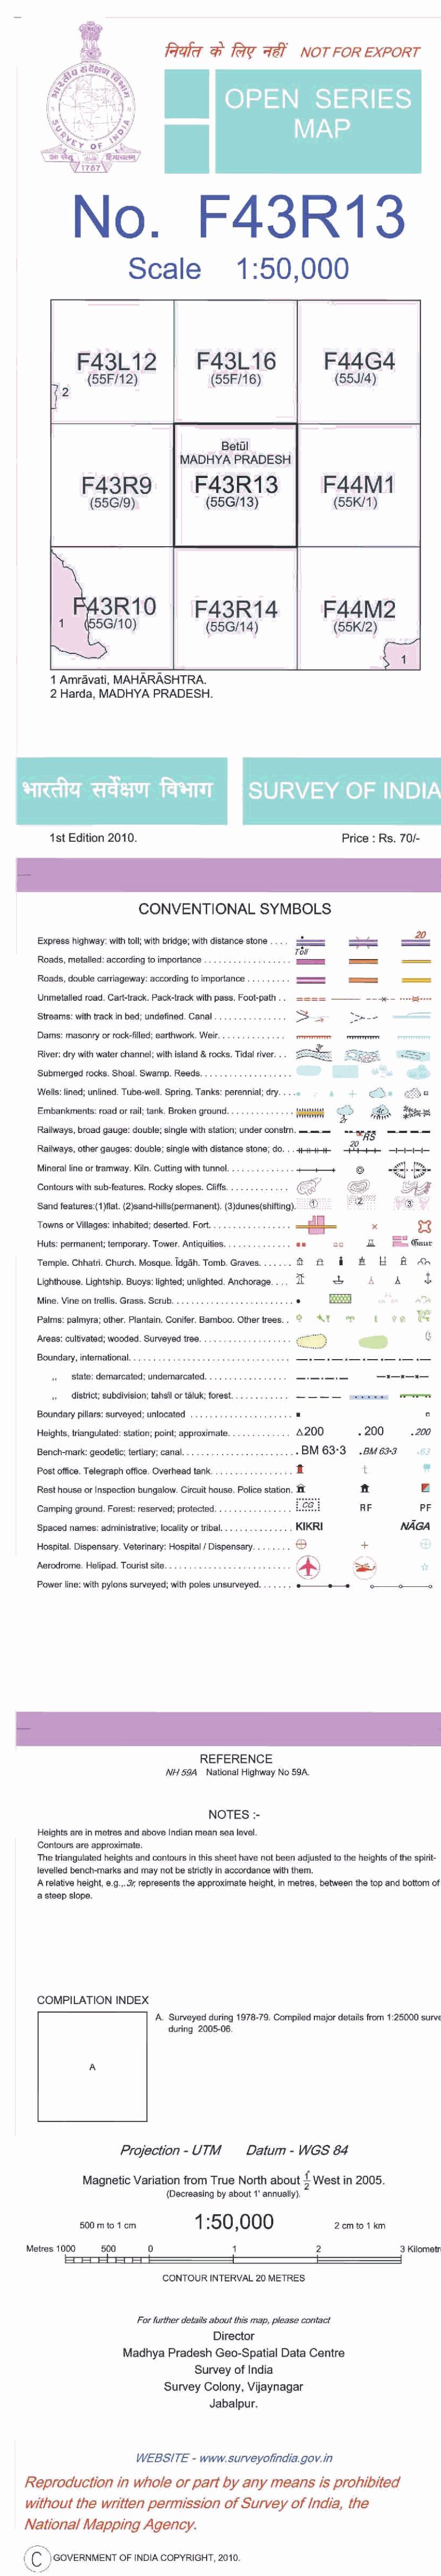 भारतीय सर्वेक्षण विभाग
SURVEY OF INDIA
आ सेतु हिमाचलम्
1767
निर्यात के लिए नहीं NOT FOR EXPORT
OPEN SERIES
MAP
No. F43R13
Scale 1:50,000
F43L12 F43L16 F44G4
(55F/12) (55F/16) (55J/4)
2
Betūl
MADHYA PRADESH
F43R9 F43R13 F44M1
(55G/9) (55G/13) (55K/1)
F43R10 F43R14 F44M2
1 (55G/10) (55G/14) (55K/2)
1
1 Amrāvati, MAHĀRĀSHTRA.
2 Harda, MADHYA PRADESH.
भारतीय सर्वेक्षण विभाग SURVEY OF INDIA
1st Edition 2010. Price : Rs. 70/-
CONVENTIONAL SYMBOLS
Express highway: with toll; with bridge; with distance stone . . . . Toll 20
Roads, metalled: according to importance . . . . . . . . . . . . . . . . . .
Roads, double carriageway: according to importance . . . . . . . . .
Unmetalled road. Cart-track. Pack-track with pass. Foot-path . .
Streams: with track in bed; undefined. Canal . . . . . . . . . . . . . . .
Dams: masonry or rock-filled; earthwork. Weir. . . . . . . . . . . . . . .
River: dry with water channel; with island & rocks. Tidal river. . . 3r
Submerged rocks. Shoal. Swamp. Reeds. . . . . . . . . . . . . . . . . .
Wells: lined; unlined. Tube-well. Spring. Tanks: perennial; dry. . . .
Embankments: road or rail; tank. Broken ground. . . . . . . . . . . . . 2r 4r
Railways, broad gauge: double; single with station; under constrn. RS
Railways, other gauges: double; single with distance stone; do. . . 20
Mineral line or tramway. Kiln. Cutting with tunnel. . . . . . . . . . . . .
Contours with sub-features. Rocky slopes. Cliffs. . . . . . . . . . . . .
Sand features:(1)flat. (2)sand-hills(permanent). (3)dunes(shifting). 1 2 3
Towns or Villages: inhabited; deserted. Fort. . . . . . . . . . . . . . . .
Huts: permanent; temporary. Tower. Antiquities. . . . . . . . . . . . . . Gaur
Temple. Chhatri. Church. Mosque. Īdgāh. Tomb. Graves. . . . . . .
Lighthouse. Lightship. Buoys: lighted; unlighted. Anchorage. . . .
Mine. Vine on trellis. Grass. Scrub. . . . . . . . . . . . . . . . . . . . . . .
Palms: palmyra; other. Plantain. Conifer. Bamboo. Other trees. .
Areas: cultivated; wooded. Surveyed tree. . . . . . . . . . . . . . . . . .
Boundary, international. . . . . . . . . . . . . . . . . . . . . . . . . . . . . . .
,, state: demarcated; undemarcated. . . . . . . . . . . . . . . . .
,, district; subdivision; tahsīl or tāluk; forest. . . . . . . . . . .
Boundary pillars: surveyed; unlocated . . . . . . . . . . . . . . . . . . .
Heights, triangulated: station; point; approximate. . . . . . . . . . . . △200 . 200 . 200
Bench-mark: geodetic; tertiary; canal. . . . . . . . . . . . . . . . . . . . . . BM 63·3 . BM 63·3 . 63
Post office. Telegraph office. Overhead tank. . . . . . . . . . . . . . . .
Rest house or Inspection bungalow. Circuit house. Police station.
Camping ground. Forest: reserved; protected. . . . . . . . . . . . . . . CG RF PF
Spaced names: administrative; locality or tribal. . . . . . . . . . . . . . KIKRI NĀGA
Hospital. Dispensary. Veterinary: Hospital / Dispensary. . . . . . . .
Aerodrome. Helipad. Tourist site. . . . . . . . . . . . . . . . . . . . . . . . .
Power line: with pylons surveyed; with poles unsurveyed. . . . . . .
REFERENCE
NH 59A National Highway No 59A.
NOTES :-
Heights are in metres and above Indian mean sea level.
Contours are approximate.
The triangulated heights and contours in this sheet have not been adjusted to the heights of the spirit-
levelled bench-marks and may not be strictly in accordance with them.
A relative height, e.g.,.3r, represents the approximate height, in metres, between the top and bottom of
a steep slope.
COMPILATION INDEX
A. Surveyed during 1978-79. Compiled major details from 1:25000 surve
during 2005-06.
A
Projection - UTM Datum - WGS 84
Magnetic Variation from True North about 1°/2 West in 2005.
(Decreasing by about 1' annually).
500 m to 1 cm 1:50,000 2 cm to 1 km
Metres 1000 500 0 1 2 3 Kilometr
CONTOUR INTERVAL 20 METRES
For further details about this map, please contact
Director
Madhya Pradesh Geo-Spatial Data Centre
Survey of India
Survey Colony, Vijaynagar
Jabalpur.
WEBSITE - www.surveyofindia.gov.in
Reproduction in whole or part by any means is prohibited
without the written permission of Survey of India, the
National Mapping Agency.
C GOVERNMENT OF INDIA COPYRIGHT, 2010.